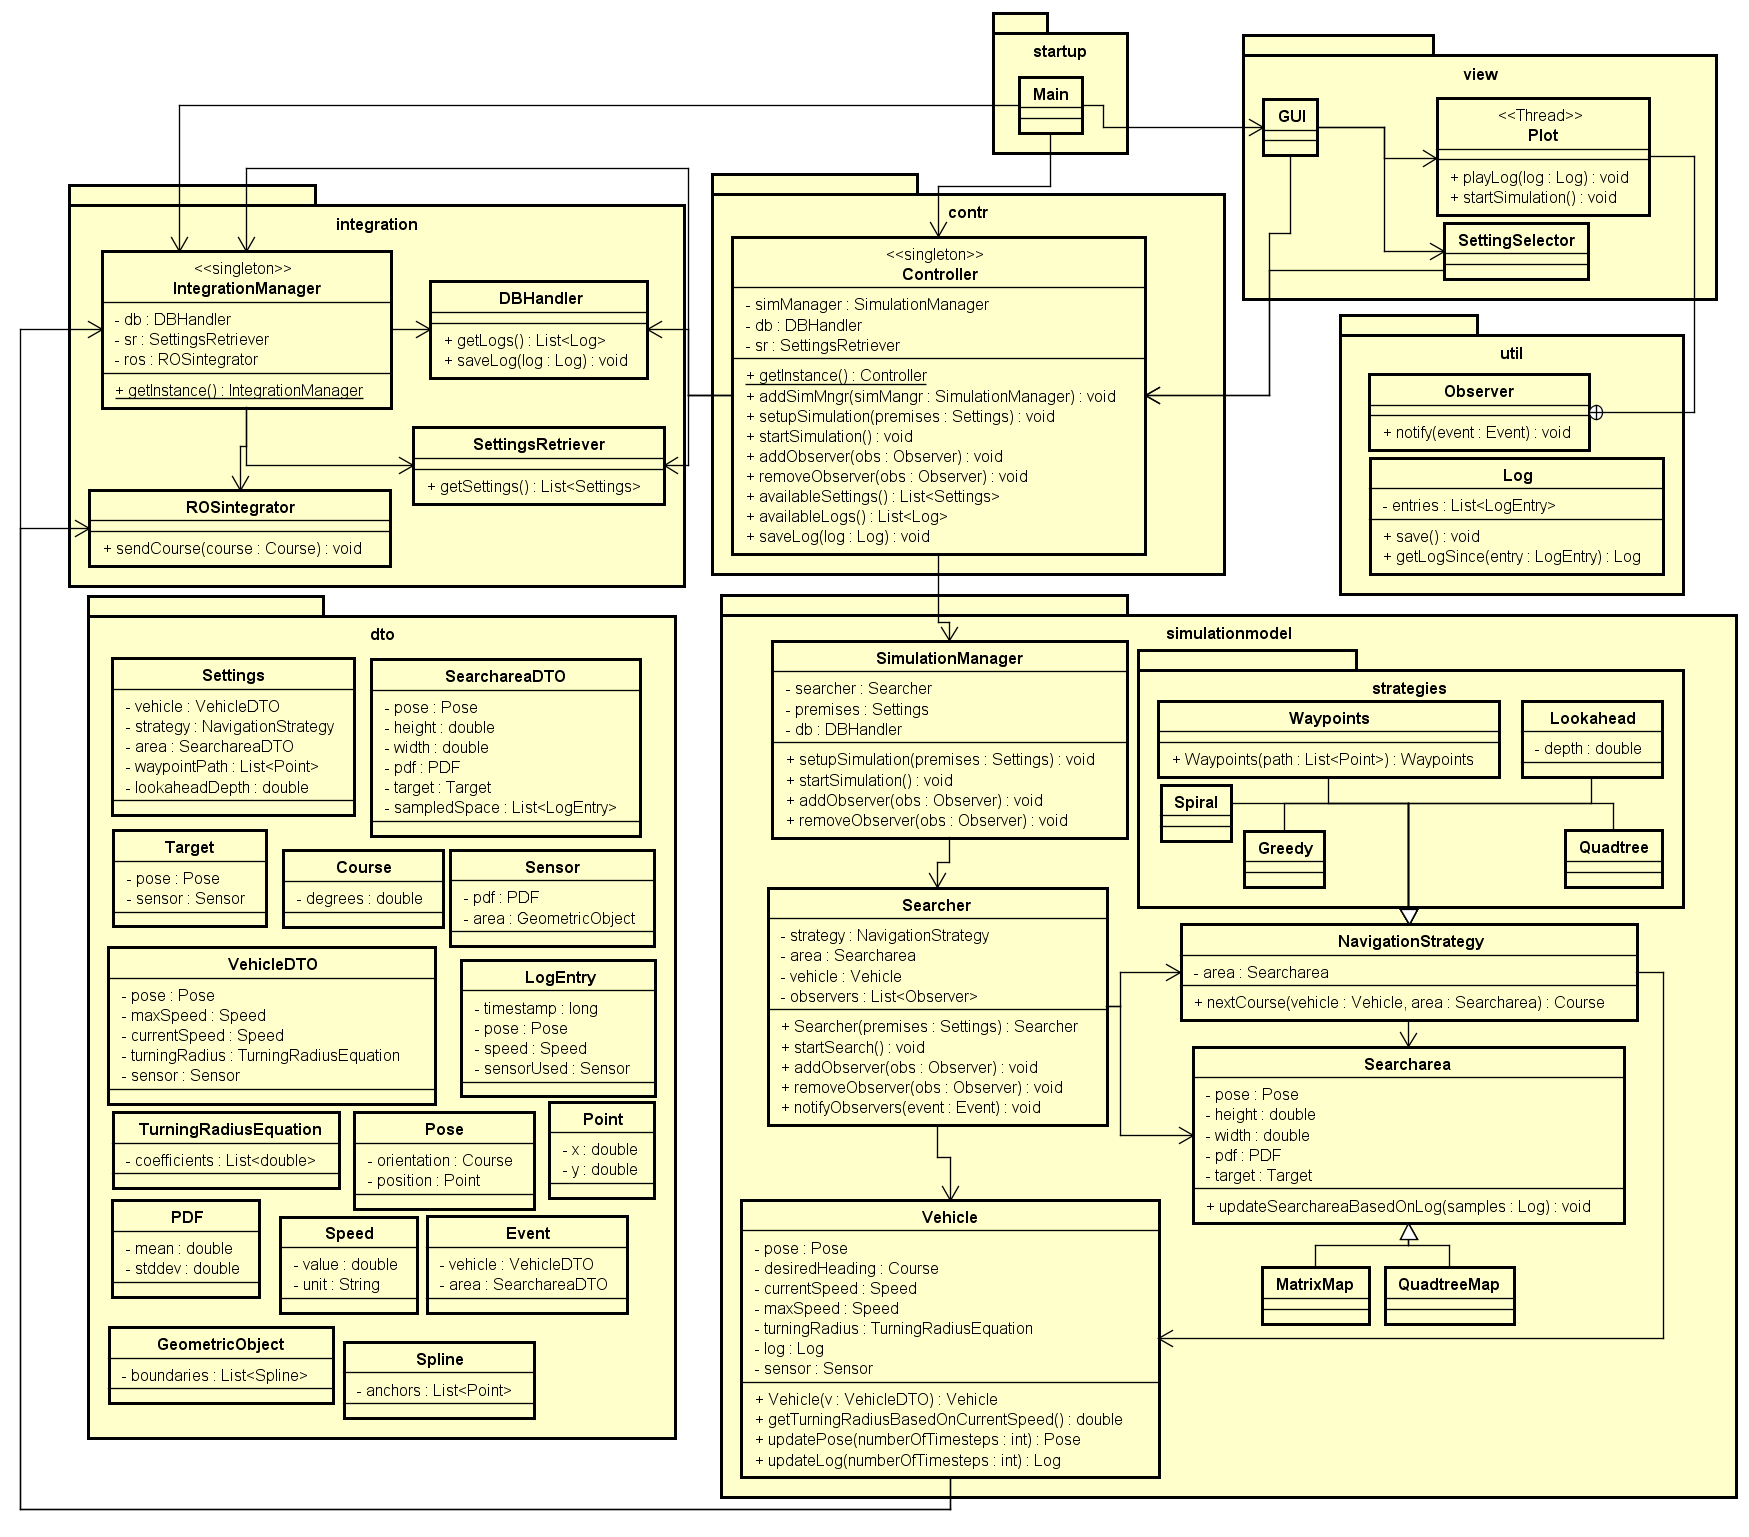 startup
Main
view
GUI
<<Thread>>
Plot
+ playLog(log : Log) : void
+ startSimulation() : void
SettingSelector
integration
<<singleton>>
IntegrationManager
- db : DBHandler
- sr : SettingsRetriever
- ros : ROSintegrator
+ getInstance() : IntegrationManager
DBHandler
+ getLogs() : List<Log>
+ saveLog(log : Log) : void
SettingsRetriever
+ getSettings() : List<Settings>
ROSintegrator
+ sendCourse(course : Course) : void
contr
<<singleton>>
Controller
- simManager : SimulationManager
- db : DBHandler
- sr : SettingsRetriever
+ getInstance() : Controller
+ addSimMngr(simMangr : SimulationManager) : void
+ setupSimulation(premises : Settings) : void
+ startSimulation() : void
+ addObserver(obs : Observer) : void
+ removeObserver(obs : Observer) : void
+ availableSettings() : List<Settings>
+ availableLogs() : List<Log>
+ saveLog(log : Log) : void
util
Observer
+ notify(event : Event) : void
Log
- entries : List<LogEntry>
+ save() : void
+ getLogSince(entry : LogEntry) : Log
dto
Settings
- vehicle : VehicleDTO
- strategy : NavigationStrategy
- area : SearchareaDTO
- waypointPath : List<Point>
- lookaheadDepth : double
SearchareaDTO
- pose : Pose
- height : double
- width : double
- pdf : PDF
- target : Target
- sampledSpace : List<LogEntry>
Target
- pose : Pose
- sensor : Sensor
Course
- degrees : double
Sensor
- pdf : PDF
- area : GeometricObject
VehicleDTO
- pose : Pose
- maxSpeed : Speed
- currentSpeed : Speed
- turningRadius : TurningRadiusEquation
- sensor : Sensor
LogEntry
- timestamp : long
- pose : Pose
- speed : Speed
- sensorUsed : Sensor
TurningRadiusEquation
- coefficients : List<double>
Pose
- orientation : Course
- position : Point
Point
- x : double
- y : double
PDF
- mean : double
- stddev : double
Speed
- value : double
- unit : String
Event
- vehicle : VehicleDTO
- area : SearchareaDTO
GeometricObject
- boundaries : List<Spline>
Spline
- anchors : List<Point>
simulationmodel
SimulationManager
- searcher : Searcher
- premises : Settings
- db : DBHandler
+ setupSimulation(premises : Settings) : void
+ startSimulation() : void
+ addObserver(obs : Observer) : void
+ removeObserver(obs : Observer) : void
strategies
Waypoints
+ Waypoints(path : List<Point>) : Waypoints
Lookahead
- depth : double
Spiral
Greedy
Quadtree
Searcher
- strategy : NavigationStrategy
- area : Searcharea
- vehicle : Vehicle
- observers : List<Observer>
+ Searcher(premises : Settings) : Searcher
+ startSearch() : void
+ addObserver(obs : Observer) : void
+ removeObserver(obs : Observer) : void
+ notifyObservers(event : Event) : void
NavigationStrategy
- area : Searcharea
+ nextCourse(vehicle : Vehicle, area : Searcharea) : Course
Searcharea
- pose : Pose
- height : double
- width : double
- pdf : PDF
- target : Target
+ updateSearchareaBasedOnLog(samples : Log) : void
MatrixMap
QuadtreeMap
Vehicle
- pose : Pose
- desiredHeading : Course
- currentSpeed : Speed
- maxSpeed : Speed
- turningRadius : TurningRadiusEquation
- log : Log
- sensor : Sensor
+ Vehicle(v : VehicleDTO) : Vehicle
+ getTurningRadiusBasedOnCurrentSpeed() : double
+ updatePose(numberOfTimesteps : int) : Pose
+ updateLog(numberOfTimesteps : int) : Log